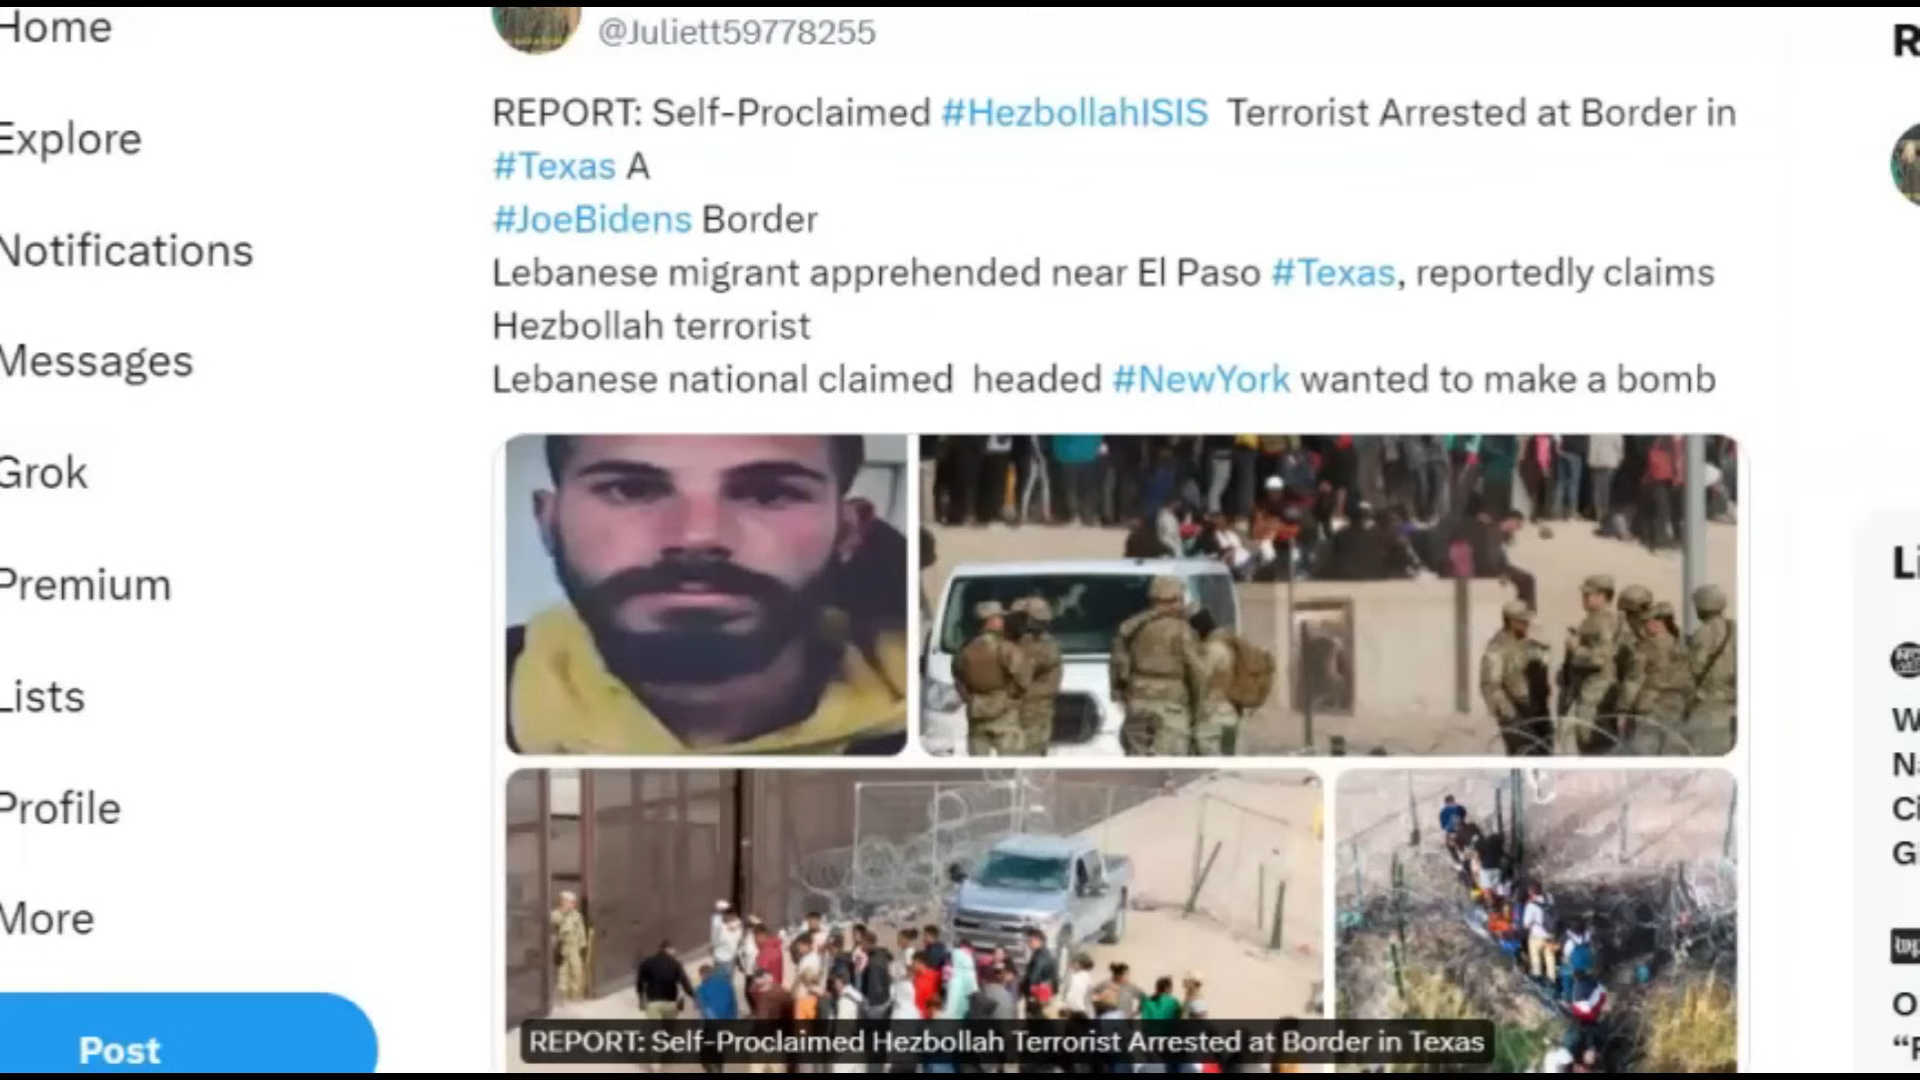 Home
Explore
Notifications
Messages
Grok
Premium
Lists
Profile
More
Post
@Juliett59778255
REPORT: Self-Proclaimed #HezbollahISIS Terrorist Arrested at Border in
#Texas A
#JoeBidens Border
Lebanese migrant apprehended near El Paso #Texas, reportedly claims
Hezbollah terrorist
Lebanese national claimed headed #NewYork wanted to make a bomb
REPORT: Self-Proclaimed Hezbollah Terrorist Arrested at Border in Texas